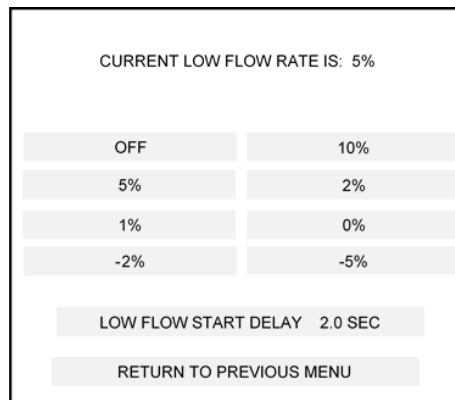 CURRENT LOW FLOW RATE IS: 5%
OFF 10%
5% 2%
1% 0%
-2% -5%
LOW FLOW START DELAY 2.0 SEC
RETURN TO PREVIOUS MENU